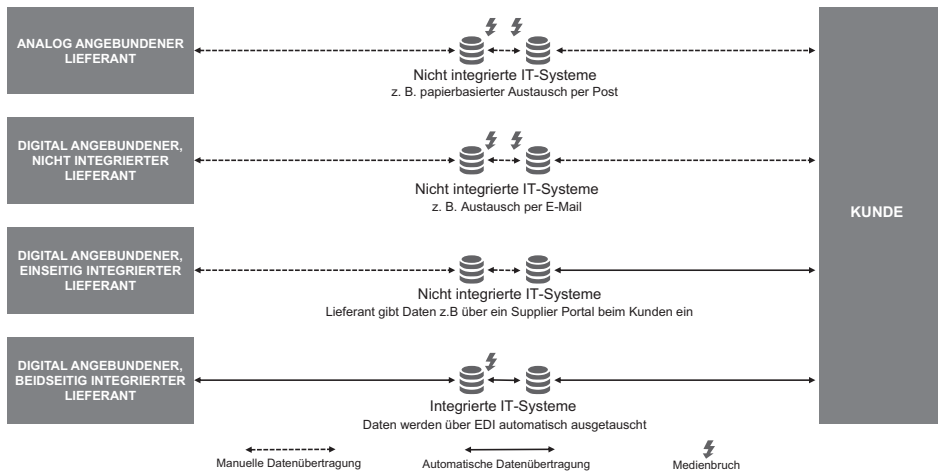 ANALOG ANGEBUNDENER
LIEFERANT
Nicht integrierte IT-Systeme
z. B. papierbasierter Austausch per Post
DIGITAL ANGEBUNDENER,
NICHT INTEGRIERTER
LIEFERANT
Nicht integrierte IT-Systeme
z. B. Austausch per E-Mail
KUNDE
DIGITAL ANGEBUNDENER,
EINSEITIG INTEGRIERTER
LIEFERANT
Nicht integrierte IT-Systeme
Lieferant gibt Daten z.B über ein Supplier Portal beim Kunden ein
DIGITAL ANGEBUNDENER,
BEIDSEITIG INTEGRIERTER
LIEFERANT
Integrierte IT-Systeme
Daten werden über EDI automatisch ausgetauscht
Manuelle Datenübertragung
Automatische Datenübertragung
Medienbruch